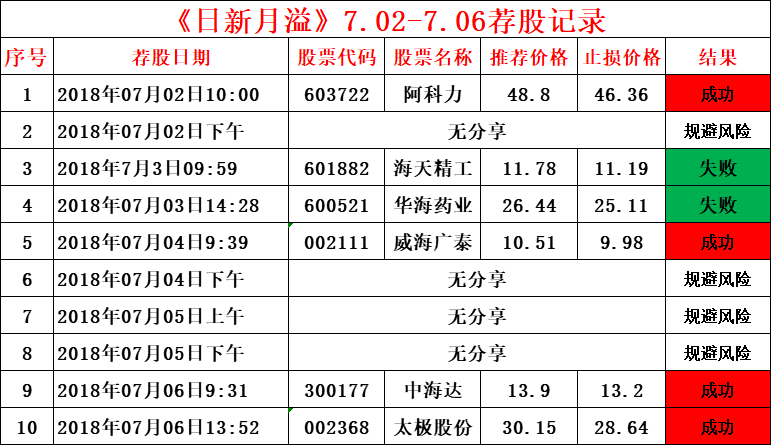 《日新月溢》7.02-7.06荐股记录
序号 荐股日期 股票代码 股票名称 推荐价格 止损价格 结果
1 2018年07月02日10:00 603722 阿科力 48.8 46.36 成功
2 2018年07月02日下午 无分享 规避风险
3 2018年7月3日09:59 601882 海天精工 11.78 11.19 失败
4 2018年07月03日14:28 600521 华海药业 26.44 25.11 失败
5 2018年07月04日9:39 002111 威海广泰 10.51 9.98 成功
6 2018年07月04日下午 无分享 规避风险
7 2018年07月05日上午 无分享 规避风险
8 2018年07月05日下午 无分享 规避风险
9 2018年07月06日9:31 300177 中海达 13.9 13.2 成功
10 2018年07月06日13:52 002368 太极股份 30.15 28.64 成功